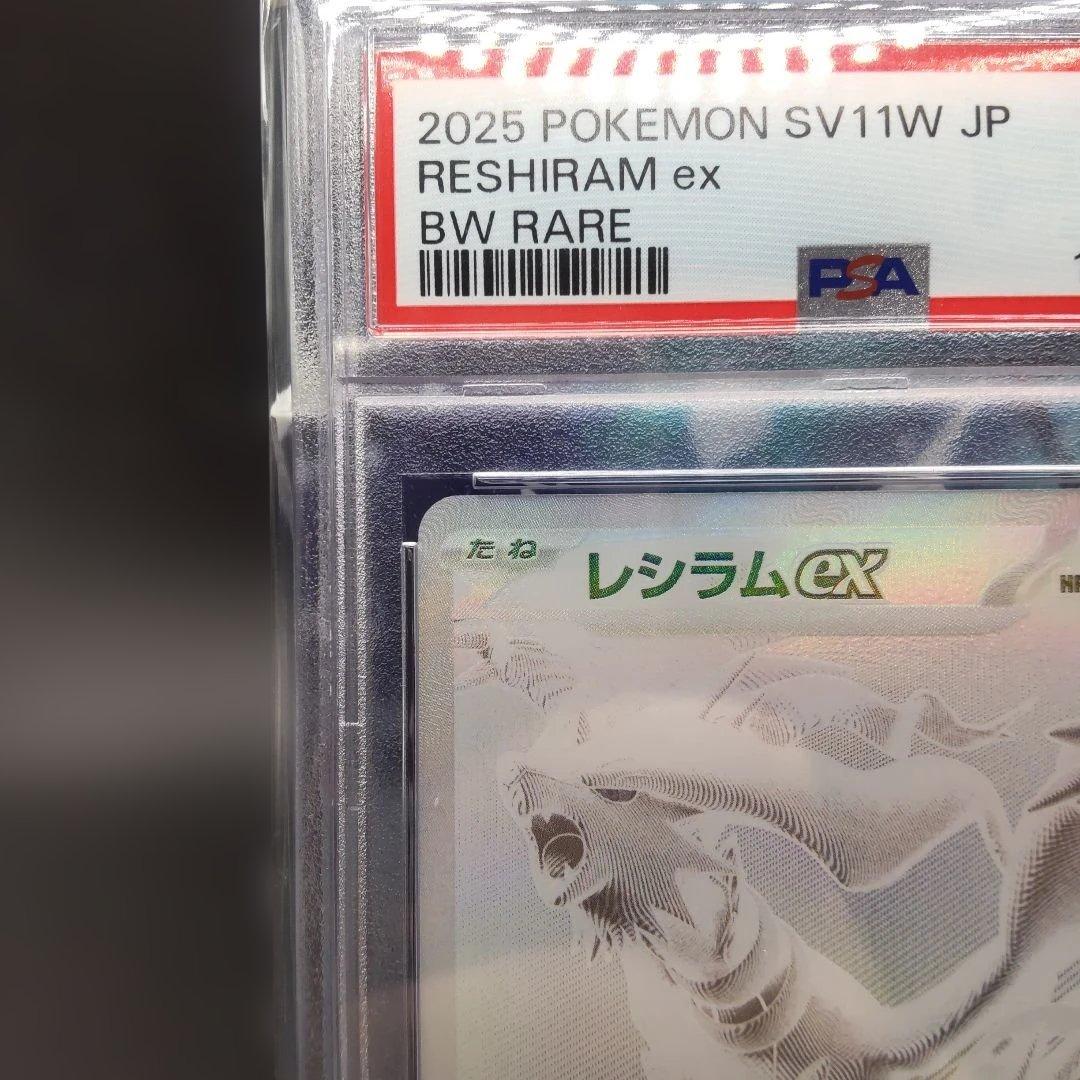 2025 POKEMON SV11W JP
RESHIRAM ex
BW RARE
PSA
たね レシラムex